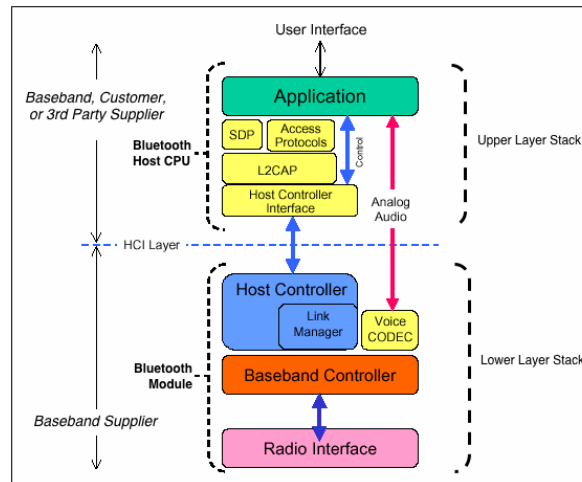 User Interface
Application
Baseband, Customer,
or 3rd Party Supplier
Bluetooth
Host CPU
SDP
Access
Protocols
Control
L2CAP
Host Controller
Interface
Upper Layer Stack
Analog
Audio
HCI Layer
Host Controller
Link
Manager
Voice
CODEC
Bluetooth
Module
Baseband Controller
Lower Layer Stack
Baseband Supplier
Radio Interface